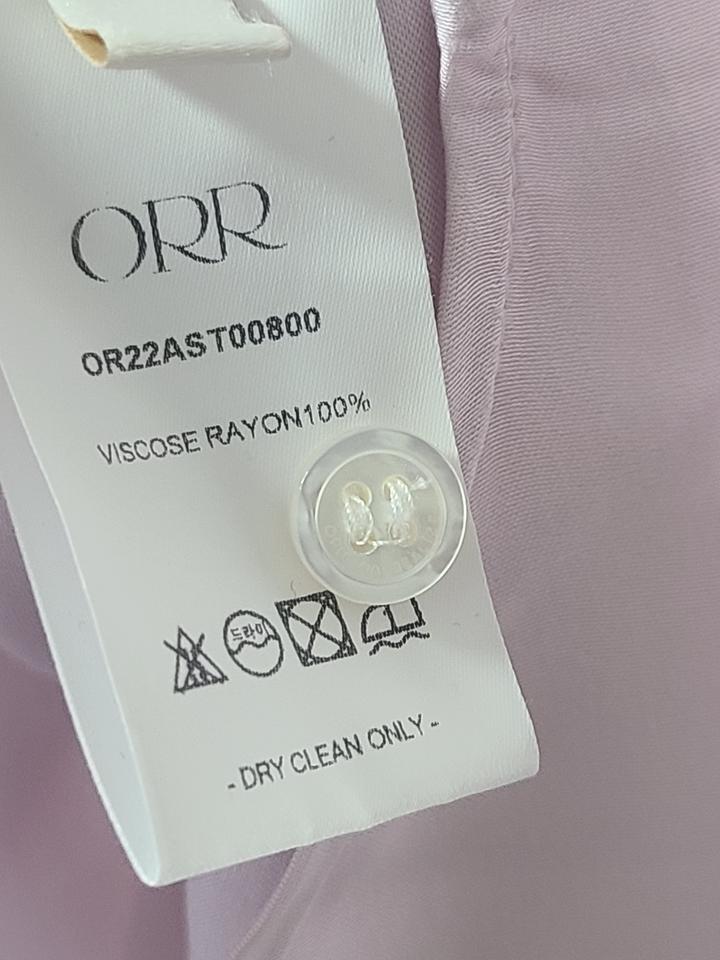 ORR
OR22AST00800
VISCOSE RAYON100%
드라이
- DRY CLEAN ONLY -